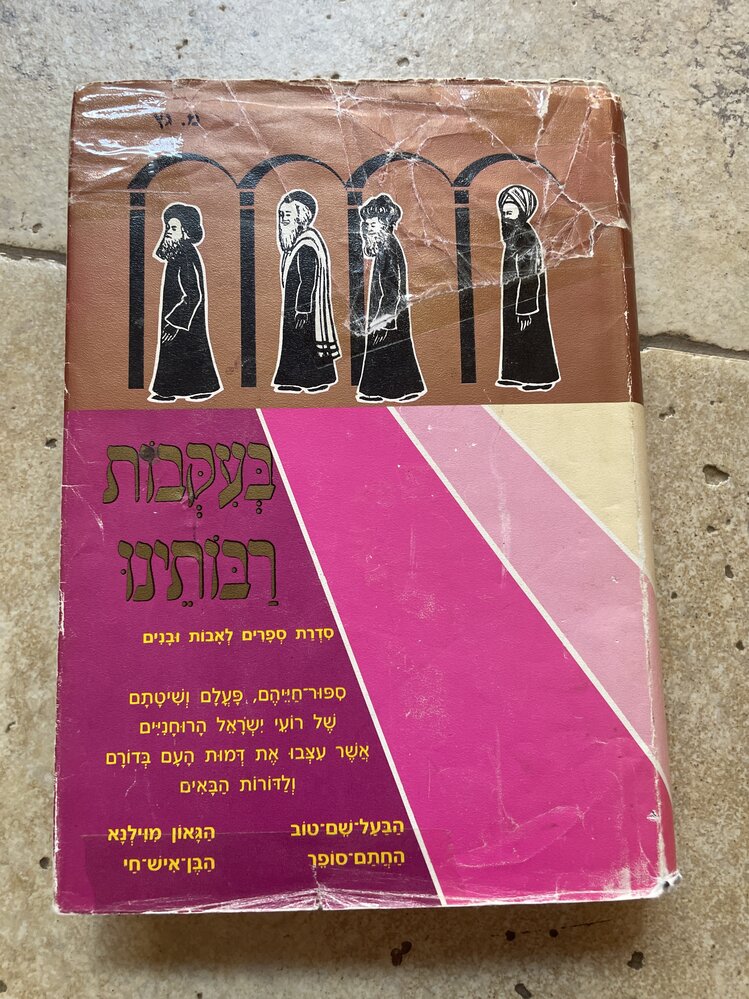 בְּעִקְּבוֹת
רַבּוֹתֵינוּ
סִדְרַת סְפָרִים לְאָבוֹת וּבָנִים
סִפּוּר־חַיֵּיהֶם, פָּעֳלָם וְשִׁיטָתָם
שֶׁל רוֹעֵי יִשְׂרָאֵל הָרוּחָנִיִּים
אֲשֶׁר עִצְּבוּ אֶת דְּמוּת הָעָם בְּדוֹרָם
וְלַדּוֹרוֹת הַבָּאִים
הַבַּעַל־שֵׁם־טוֹב הַגָּאוֹן מִוִּילְנָא
הַחֲתַם־סוֹפֵר הַבֶּן־אִישׁ־חַי